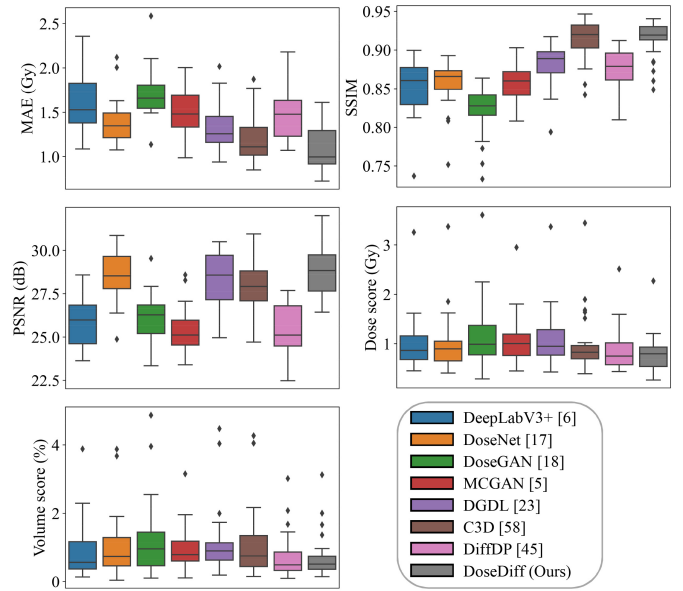 2.5
2.0
1.5
1.0
MAE (Gy)
0.95
0.90
0.85
0.80
0.75
SSIM
30.0
27.5
25.0
22.5
PSNR (dB)
3
2
1
Dose score (Gy)
4
2
0
Volume score (%)
DeepLabV3+ [6]
DoseNet [17]
DoseGAN [18]
MCGAN [5]
DGDL [23]
C3D [58]
DiffDP [45]
DoseDiff (Ours)